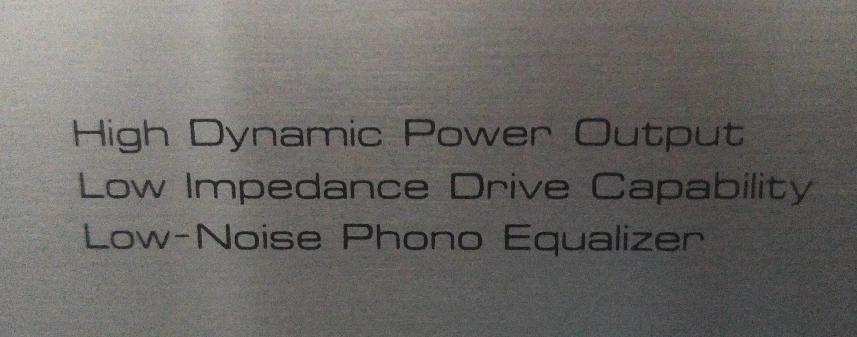 High Dynamic Power Output
Low Impedance Drive Capability
Low-Noise Phono Equalizer